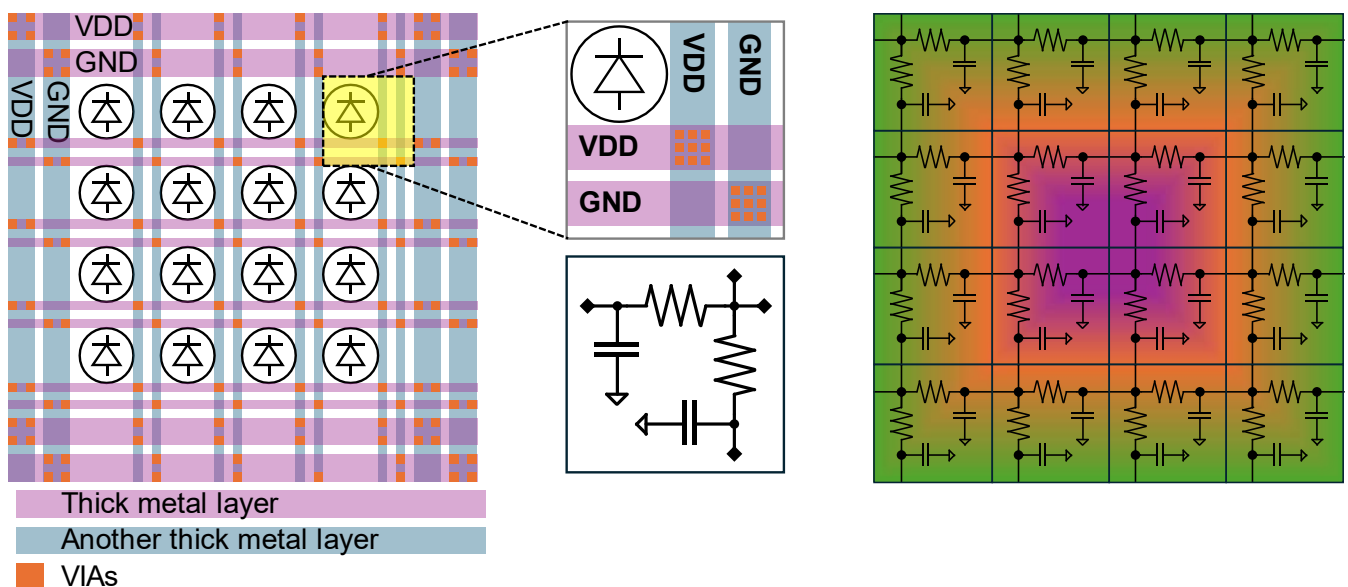 VDD
GND
VDD
GND
VDD
GND
VDD
GND
Thick metal layer
Another thick metal layer
VIAs